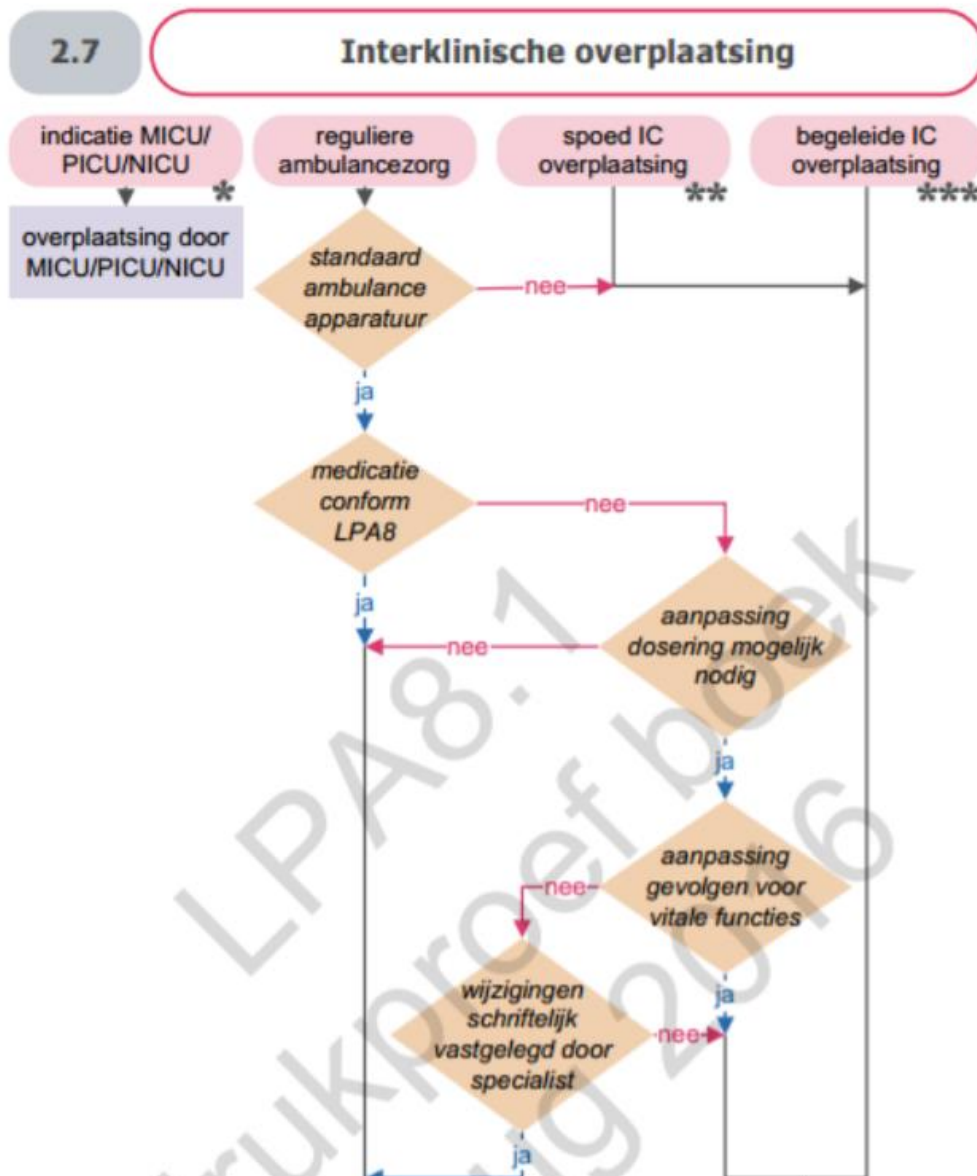 2.7
Interklinische overplaatsing
indicatie MICU/
PICU/NICU
*
reguliere
ambulancezorg
spoed IC
overplaatsing
**
begeleide IC
overplaatsing
***
overplaatsing door
MICU/PICU/NICU
standaard
ambulance
apparatuur
nee
ja
medicatie
conform
LPA8
nee
ja
aanpassing
dosering mogelijk
nodig
nee
ja
aanpassing
gevolgen voor
vitale functies
nee
ja
wijzigingen
schriftelijk
vastgelegd door
specialist
nee
ja
LPA8.1
rukproef boek
ug 2016